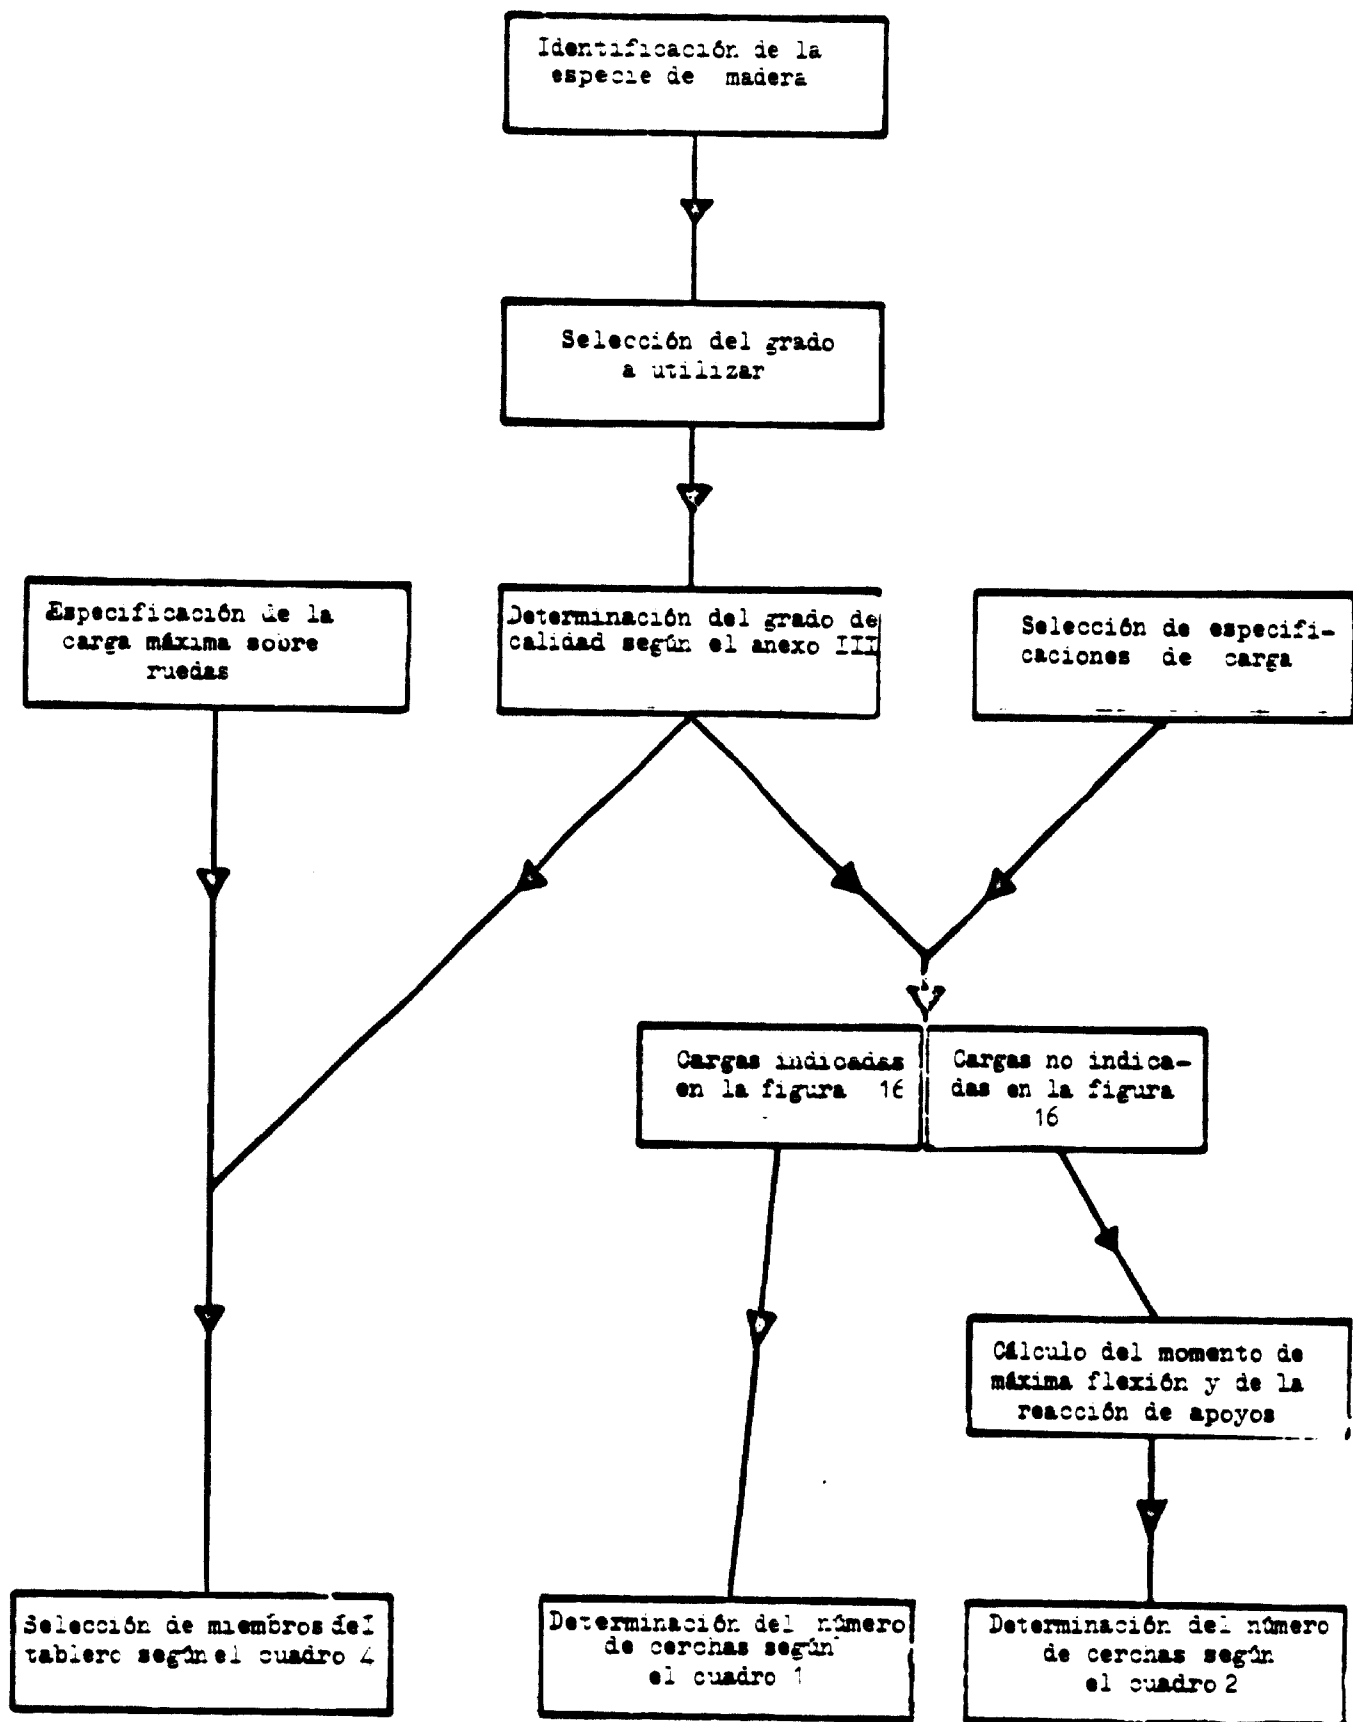 Identificación de la
especie de madera
Selección del grado
a utilizar
Especificación de la
carga máxima sobre
ruedas
Determinación del grado de
calidad según el anexo III
Selección de especifi-
caciones de carga
Cargas indicadas
en la figura 16
Cargas no indica-
das en la figura
16
Cálculo del momento de
máxima flexión y de la
reacción de apoyos
Selección de miembros del
tablero según el cuadro 4
Determinación del número
de cerchas según
el cuadro 1
Determinación del número
de cerchas según
el cuadro 2